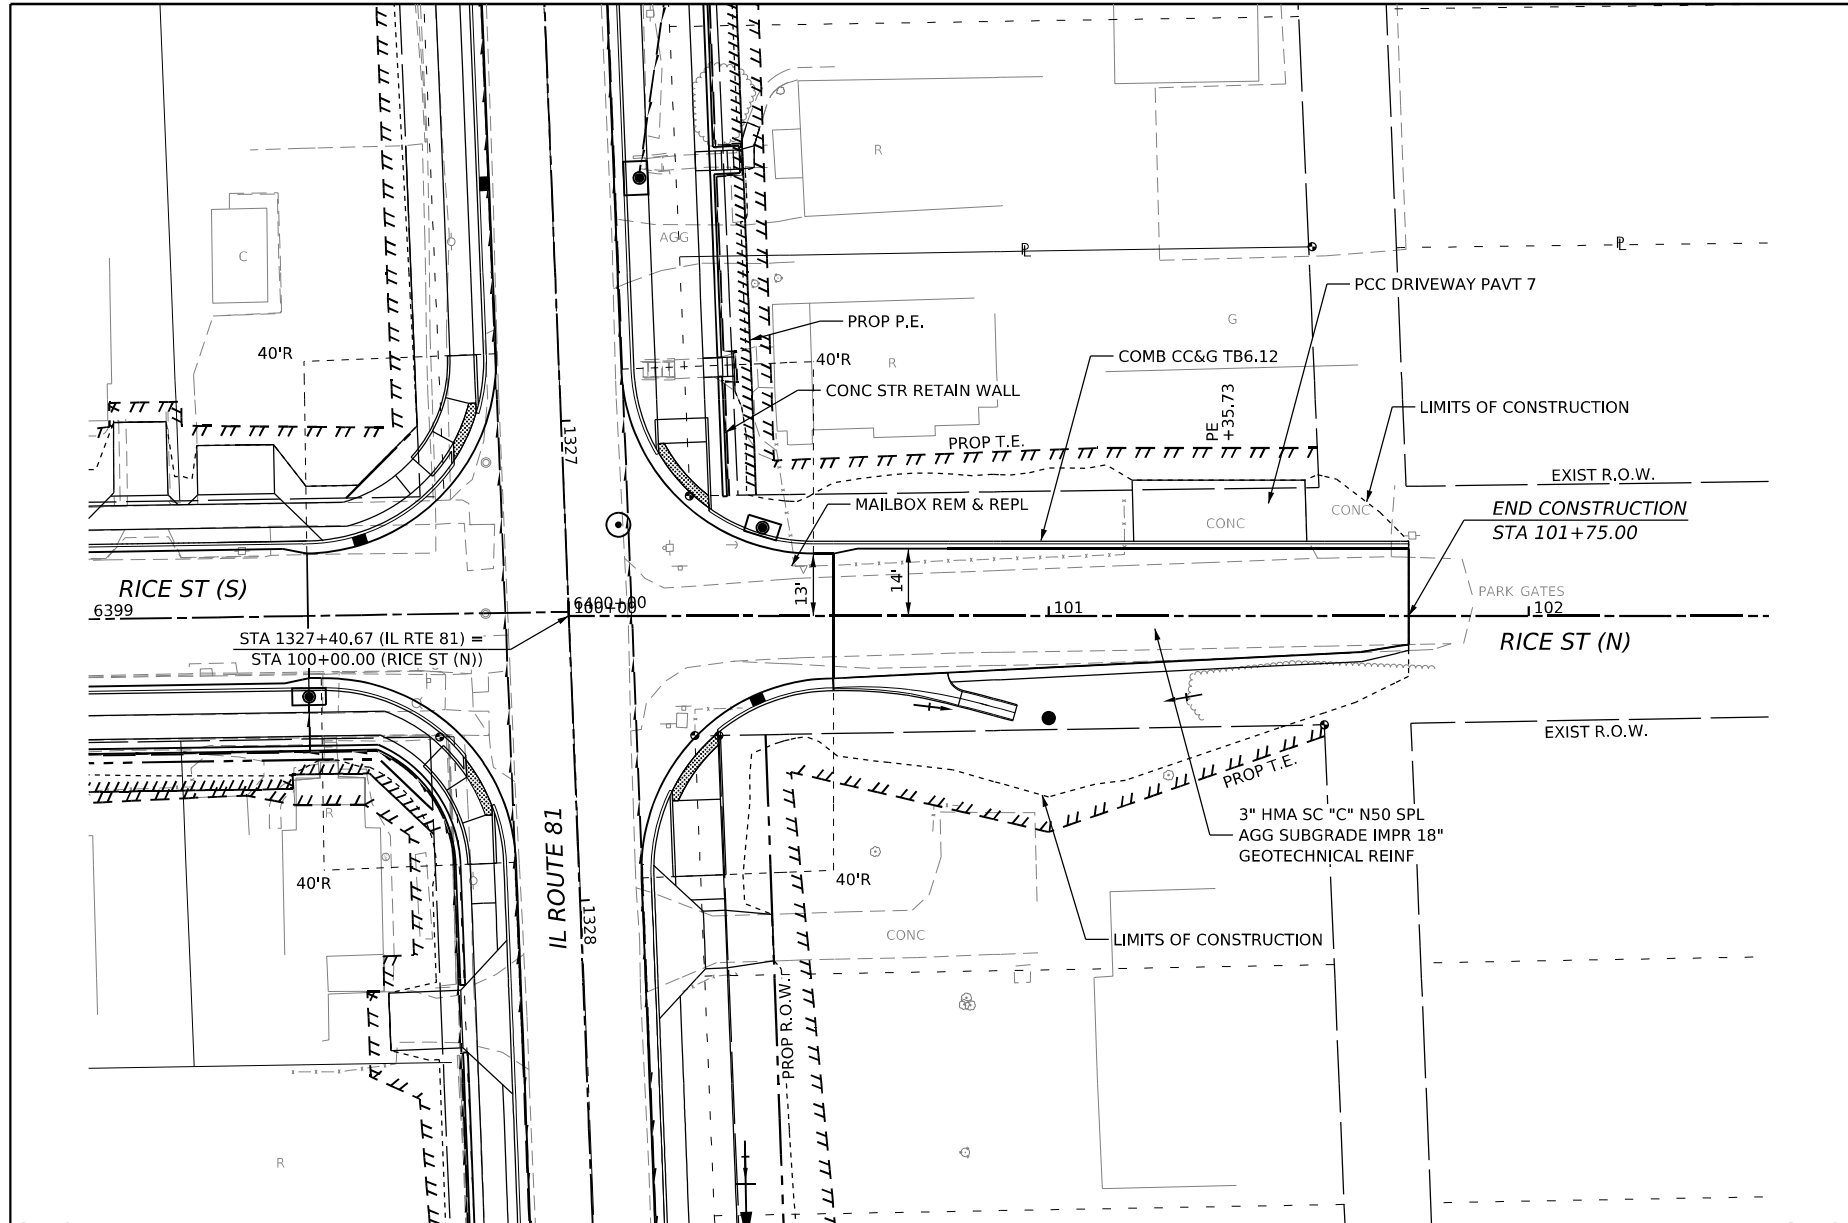 R
AGG
C
PL
PL
PCC DRIVEWAY PAVT 7
PROP P.E.
G
40'R
40'R
R
COMB CC&G TB6.12
CONC STR RETAIN WALL
PE
+35.73
LIMITS OF CONSTRUCTION
PROP T.E.
1327
EXIST R.O.W.
MAILBOX REM & REPL
CONC
CONC
END CONSTRUCTION
STA 101+75.00
RICE ST (S)
13'
14'
PARK GATES
6399
6400+00
100+00
101
102
STA 1327+40.67 (IL RTE 81) =
STA 100+00.00 (RICE ST (N))
RICE ST (N)
EXIST R.O.W.
PROP T.E.
R
3" HMA SC "C" N50 SPL
AGG SUBGRADE IMPR 18"
GEOTECHNICAL REINF
IL ROUTE 81
40'R
40'R
1328
CONC
LIMITS OF CONSTRUCTION
PROP R.O.W.
R